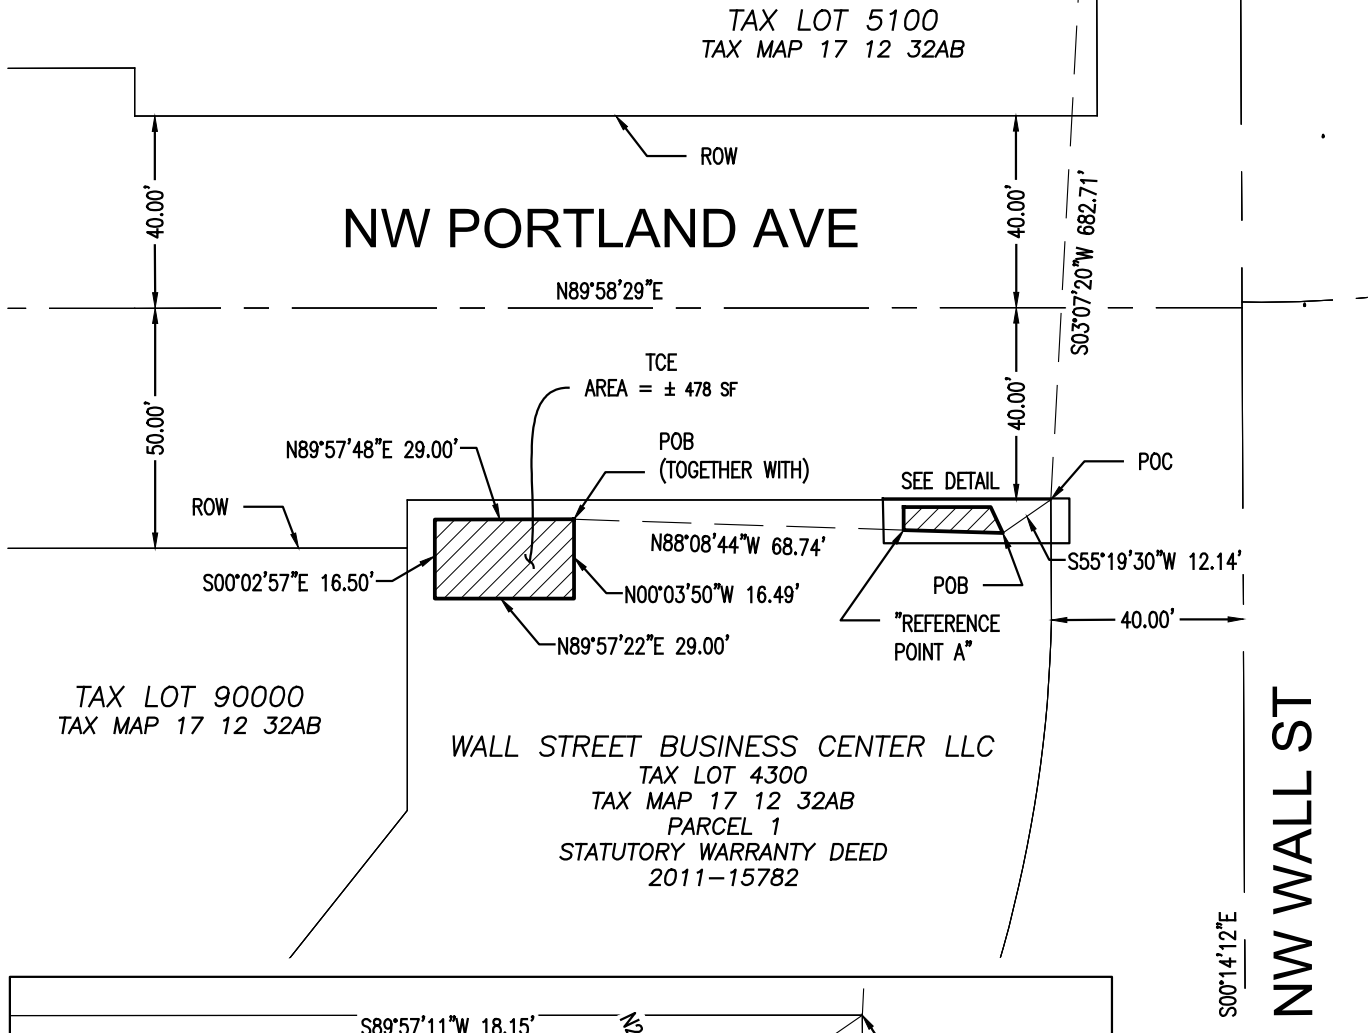 TAX LOT 5100
TAX MAP 17 12 32AB
ROW
40.00'
40.00'
S03°07'20"W 682.71'
NW PORTLAND AVE
N89°58'29"E
TCE
AREA = ± 478 SF
50.00'
40.00'
N89°57'48"E 29.00'
POB
(TOGETHER WITH)
SEE DETAIL
POC
ROW
N88°08'44"W 68.74'
S55°19'30"W 12.14'
S00°02'57"E 16.50'
N00°03'50"W 16.49'
POB
"REFERENCE
POINT A"
40.00'
N89°57'22"E 29.00'
TAX LOT 90000
TAX MAP 17 12 32AB
WALL STREET BUSINESS CENTER LLC
TAX LOT 4300
TAX MAP 17 12 32AB
PARCEL 1
STATUTORY WARRANTY DEED
2011-15782
NW WALL ST
S00°14'12"E
S89°57'11"W 18.15'